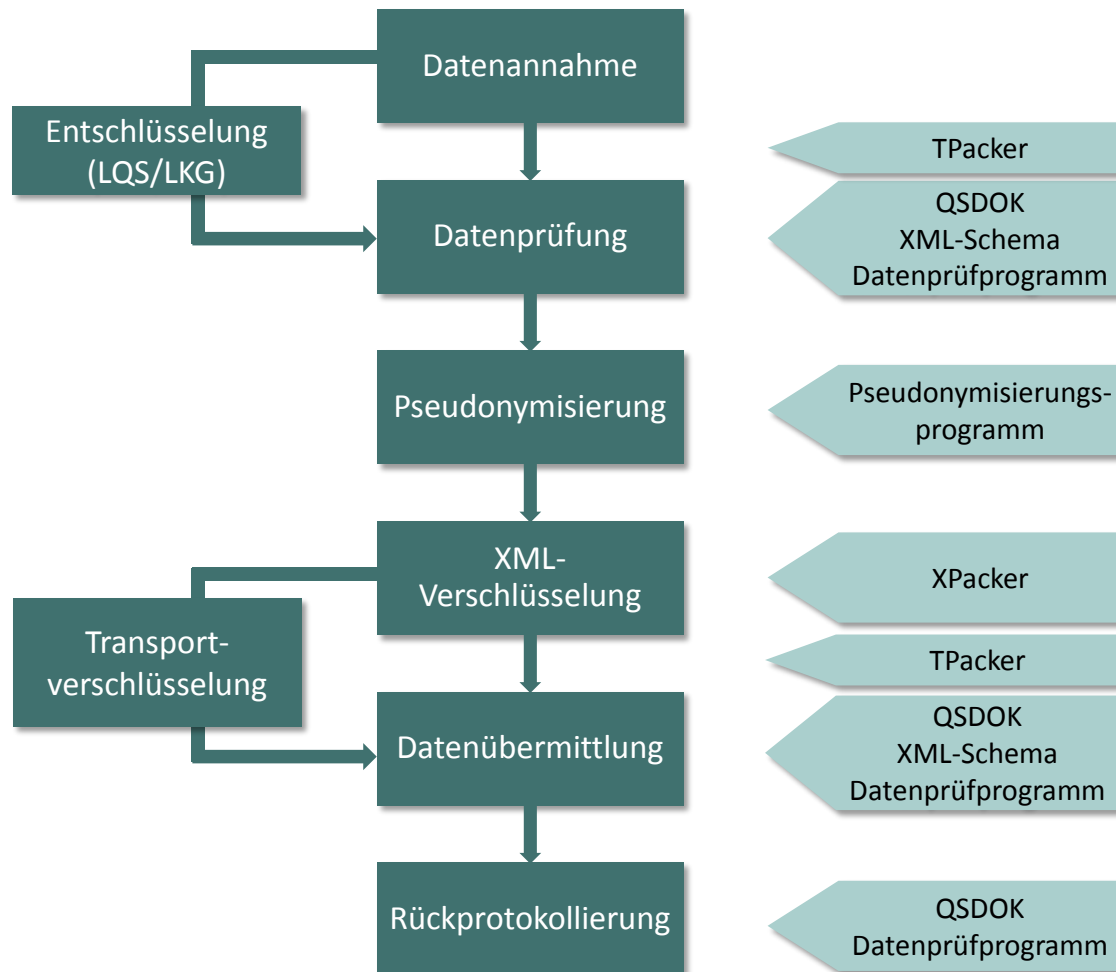 Datenannahme
Entschlüsselung
(LQS/LKG)
TPacker
Datenprüfung
QSDOK
XML-Schema
Datenprüfprogramm
Pseudonymisierung
Pseudonymisierungs-
programm
XML-
Verschlüsselung
XPacker
Transport-
verschlüsselung
TPacker
Datenübermittlung
QSDOK
XML-Schema
Datenprüfprogramm
Rückprotokollierung
QSDOK
Datenprüfprogramm